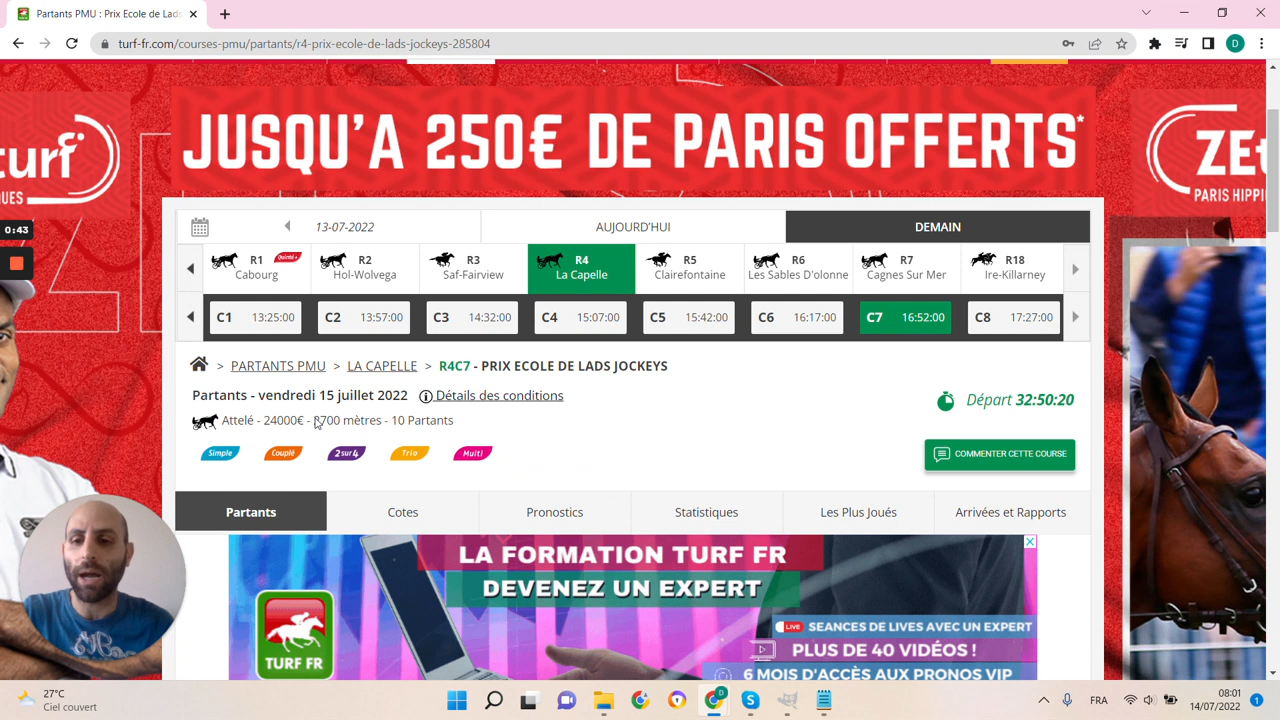 Partants PMU : Prix Ecole de Lads
turf-fr.com/courses-pmu/partants/r4-prix-ecole-de-lads-jockeys-285804
D
JUSQU'A 250€ DE PARIS OFFERTS*
turf
ZEt
PARIS HIPPI
0:43
13-07-2022
AUJOURD'HUI
DEMAIN
R1 Quinté+
Cabourg
R2
Hol-Wolvega
R3
Saf-Fairview
R4
La Capelle
R5
Clairefontaine
R6
Les Sables D'olonne
R7
Cagnes Sur Mer
R18
Ire-Killarney
C1 13:25:00
C2 13:57:00
C3 14:32:00
C4 15:07:00
C5 15:42:00
C6 16:17:00
C7 16:52:00
C8 17:27:00
> PARTANTS PMU > LA CAPELLE > R4C7 - PRIX ECOLE DE LADS JOCKEYS
Partants - vendredi 15 juillet 2022 Détails des conditions
Attelé - 24000€ - 700 mètres - 10 Partants
Départ 32:50:20
Simple
Couplé
2 sur 4
Trio
Multi
COMMENTER CETTE COURSE
Partants
Cotes
Pronostics
Statistiques
Les Plus Joués
Arrivées et Rapports
LA FORMATION TURF FR
DEVENEZ UN EXPERT
TURF FR
LIVE SEANCES DE LIVES AVEC UN EXPERT
PLUS DE 40 VIDÉOS !
6 MOIS D'ACCÈS AUX PRONOS VIP
27°C
Ciel couvert
D
FRA
08:01
14/07/2022
1